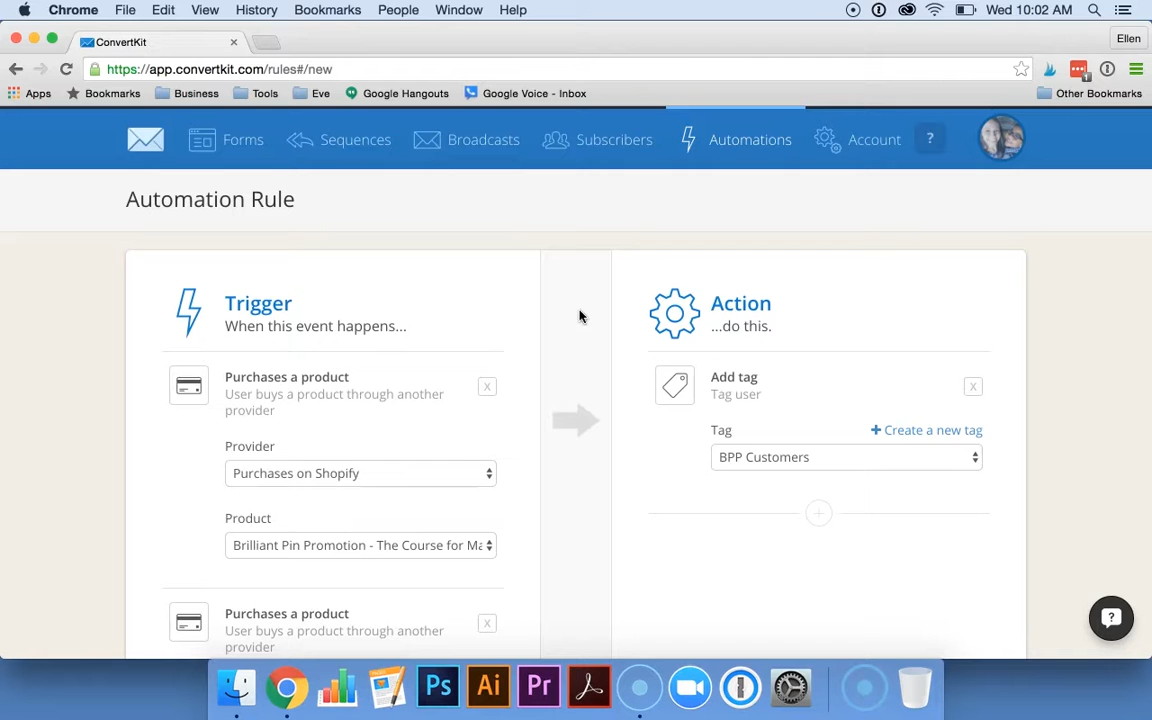 Chrome File Edit View History Bookmarks People Window Help Wed 10:02 AM
ConvertKit Ellen
https://app.convertkit.com/rules#/new
Apps Bookmarks Business Tools Eve Google Hangouts Google Voice - Inbox Other Bookmarks
Forms Sequences Broadcasts Subscribers Automations Account ?
Automation Rule
Trigger
When this event happens...
Purchases a product
User buys a product through another
provider
X
Provider
Purchases on Shopify
Product
Brilliant Pin Promotion - The Course for Ma
Purchases a product
User buys a product through another
provider
X
Action
...do this.
Add tag
Tag user
X
Tag + Create a new tag
BPP Customers
+
?
Ps Ai Pr